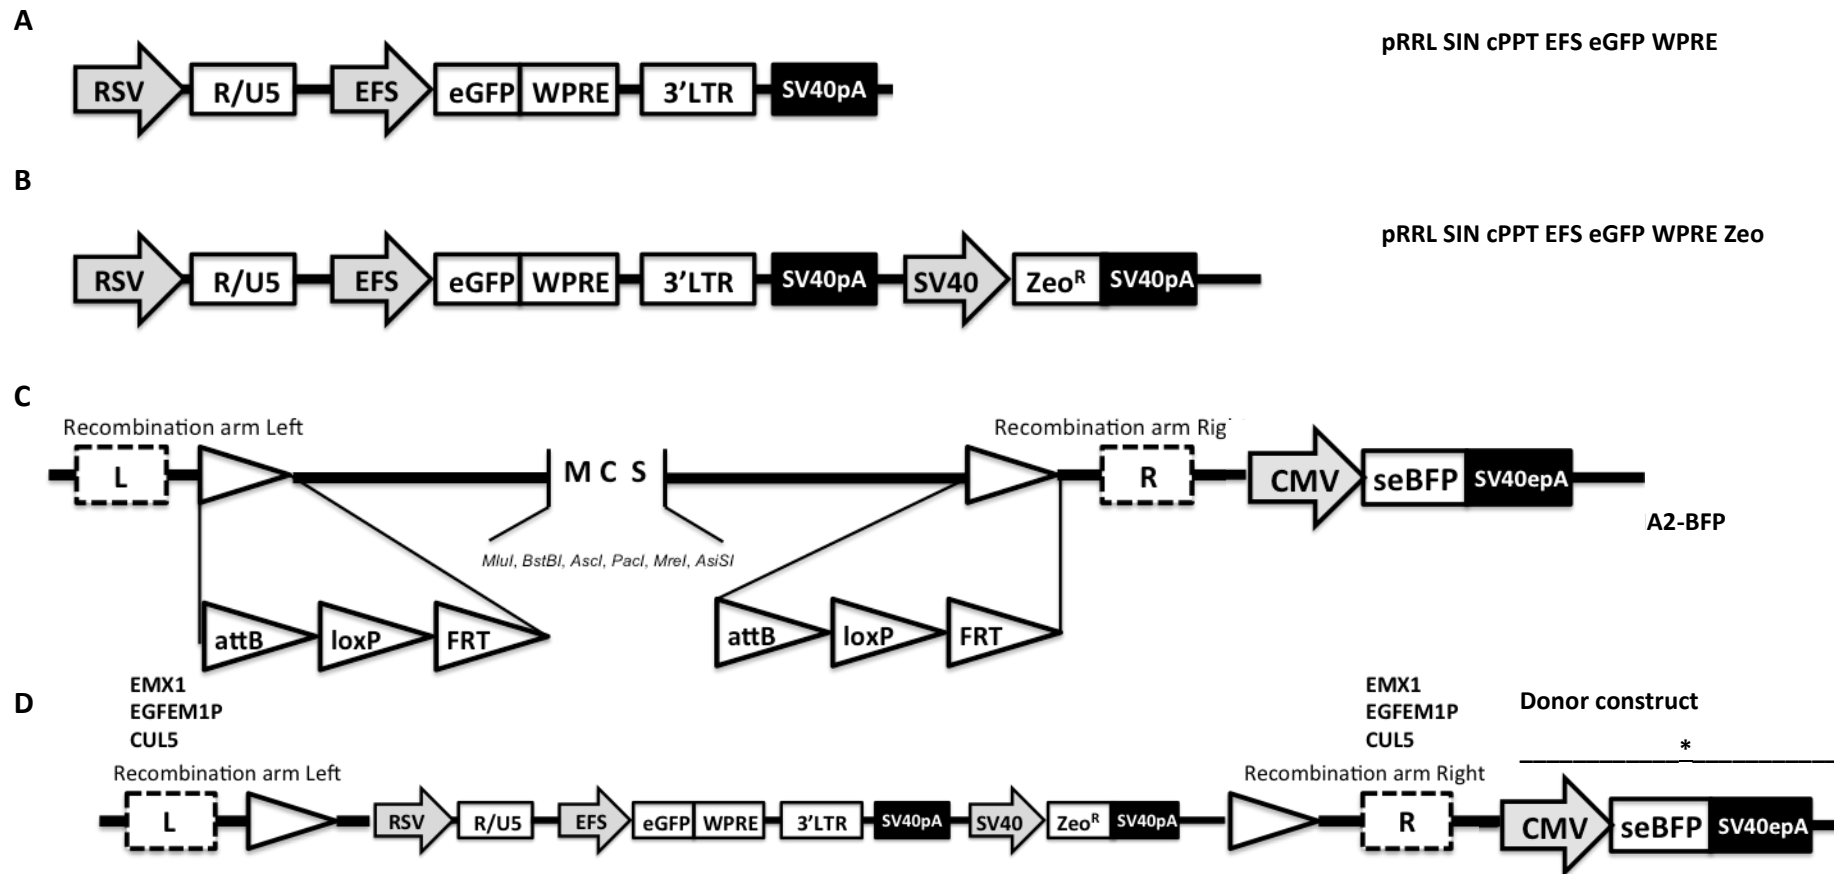 A
pRRL SIN cPPT EFS eGFP WPRE
RSV R/U5 EFS eGFP WPRE 3'LTR SV40pA
B
pRRL SIN cPPT EFS eGFP WPRE Zeo
RSV R/U5 EFS eGFP WPRE 3'LTR SV40pA SV40 ZeoR SV40pA
C
Recombination arm Left Recombination arm Rig
L M C S R CMV seBFP SV40epA
A2-BFP
MluI, BstBI, AscI, PacI, MreI, AsiSI
attB loxP FRT attB loxP FRT
D
EMX1 EMX1
EGFEM1P EGFEM1P
CUL5 CUL5
Donor construct
*
Recombination arm Left Recombination arm Right
L RSV R/U5 EFS eGFP WPRE 3'LTR SV40pA SV40 ZeoR SV40pA R CMV seBFP SV40epA